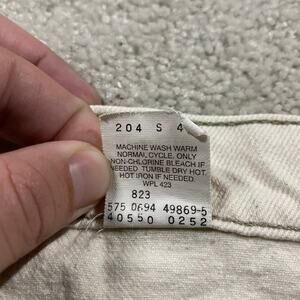 204 S 4
MACHINE WASH WARM
NORMAL CYCLE. ONLY
NON-CHLORINE BLEACH IF
NEEDED. TUMBLE DRY HOT.
HOT IRON IF NEEDED.
WPL 423
823
575 0694 49869-5
40550 0252